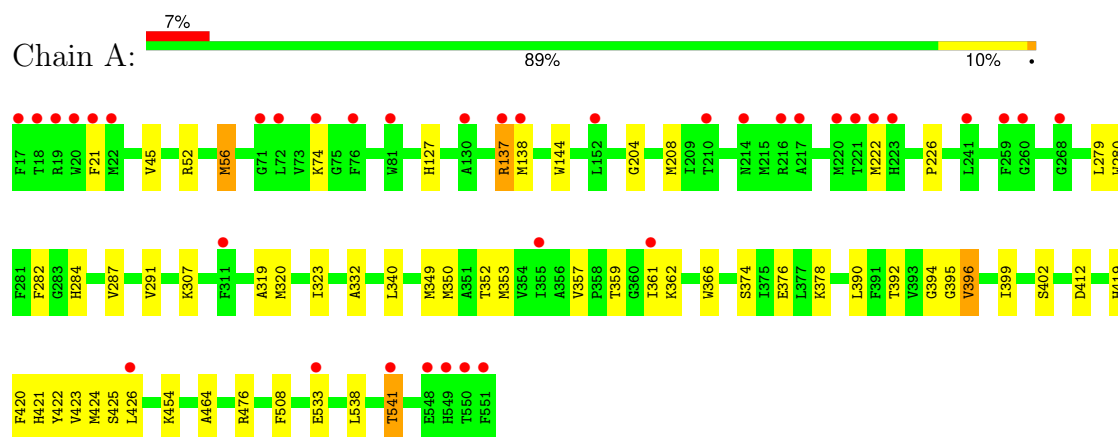 7%
Chain A:
89% 10% •
F17 T18 R19 W20 F21 M22 V45 R52 M56 G71 L72 V73 K74 G75 F76 W81 H127 A130 R137 M138 W144 L152 G204 M208 I209 T210 N214 M215 R216 A217 M220 T221 M222 H223 P226 L241 F259 G260 G268 L279 W280
F281 F282 G283 H284 V287 V291 K307 F311 A319 M320 I323 A332 L340 M349 M350 A351 T352 M353 V354 I355 A356 V357 P358 T359 G360 I361 K362 W366 S374 I375 E376 L377 K378 L390 F391 T392 V393 G394 G395 V396 I399 S402 D412 H419
F420 H421 Y422 V423 M424 S425 L426 K454 A464 R476 F508 E533 L538 T541 E548 H549 T550 F551